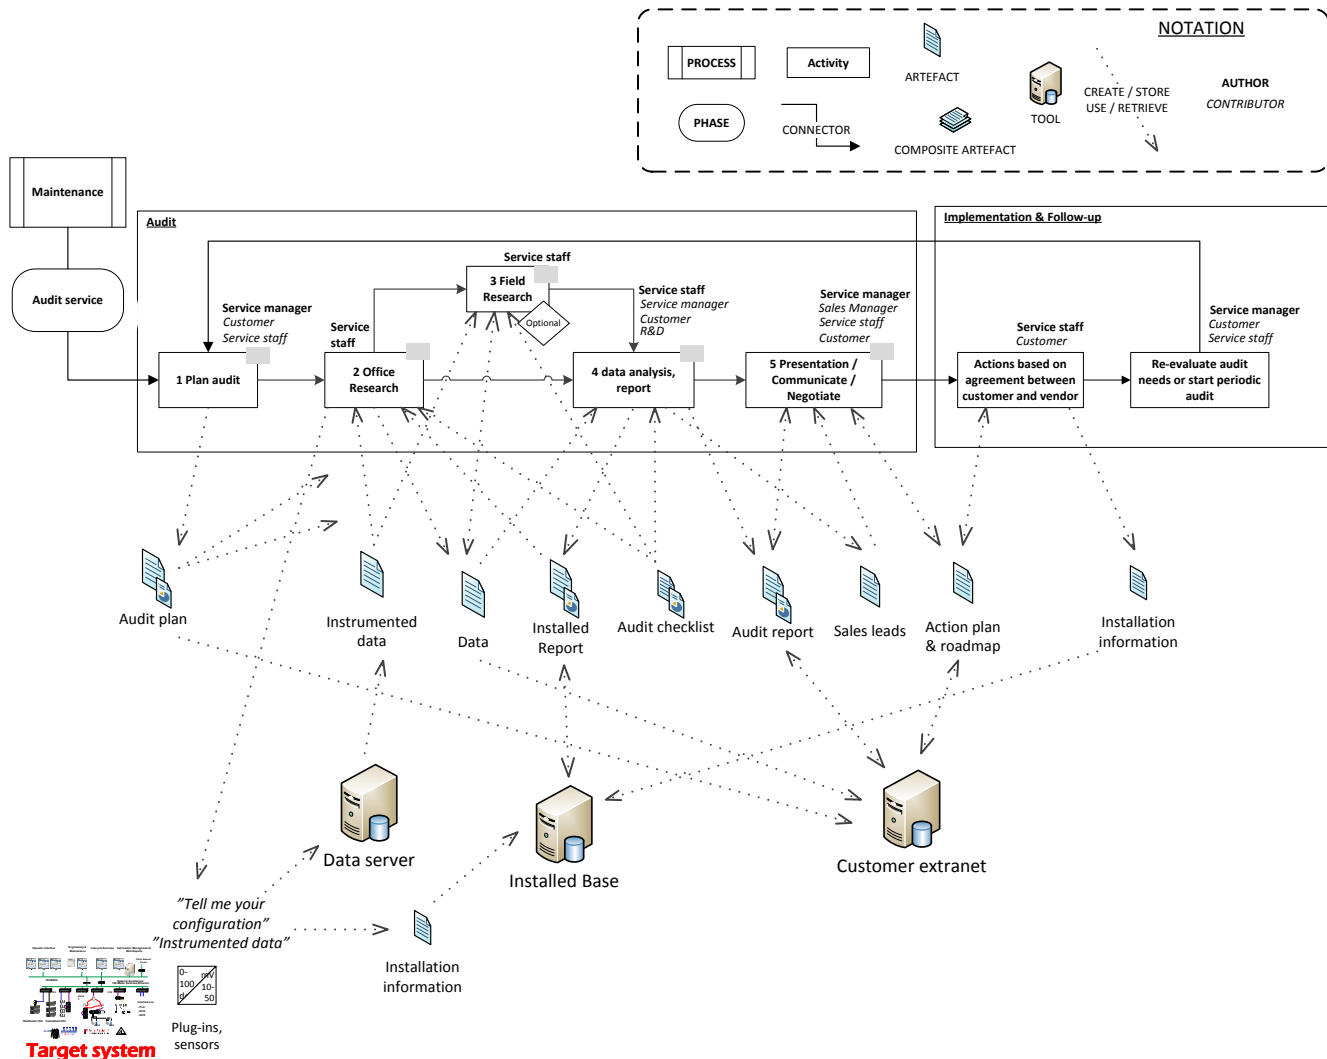 NOTATION
PROCESS
Activity
ARTEFACT
TOOL
CREATE / STORE
USE / RETRIEVE
AUTHOR
CONTRIBUTOR
PHASE
CONNECTOR
COMPOSITE ARTEFACT
Maintenance
Audit service
Audit
Implementation & Follow-up
Service manager
Customer
Service staff
1 Plan audit
Service
staff
2 Office
Research
Service staff
3 Field
Research
Optional
Service staff
Service manager
Customer
R&D
4 data analysis,
report
Service manager
Sales Manager
Service staff
Customer
5 Presentation /
Communicate /
Negotiate
Service staff
Customer
Actions based on
agreement between
customer and vendor
Service manager
Customer
Service staff
Re-evaluate audit
needs or start periodic
audit
Audit plan
Instrumented
data
Data
Installed
Report
Audit checklist
Audit report
Sales leads
Action plan
& roadmap
Installation
information
Data server
Installed Base
Customer extranet
”Tell me your
configuration”
”Instrumented data”
Installation
information
0-
100
d
mV
10-
50
Plug-ins,
sensors
Target system